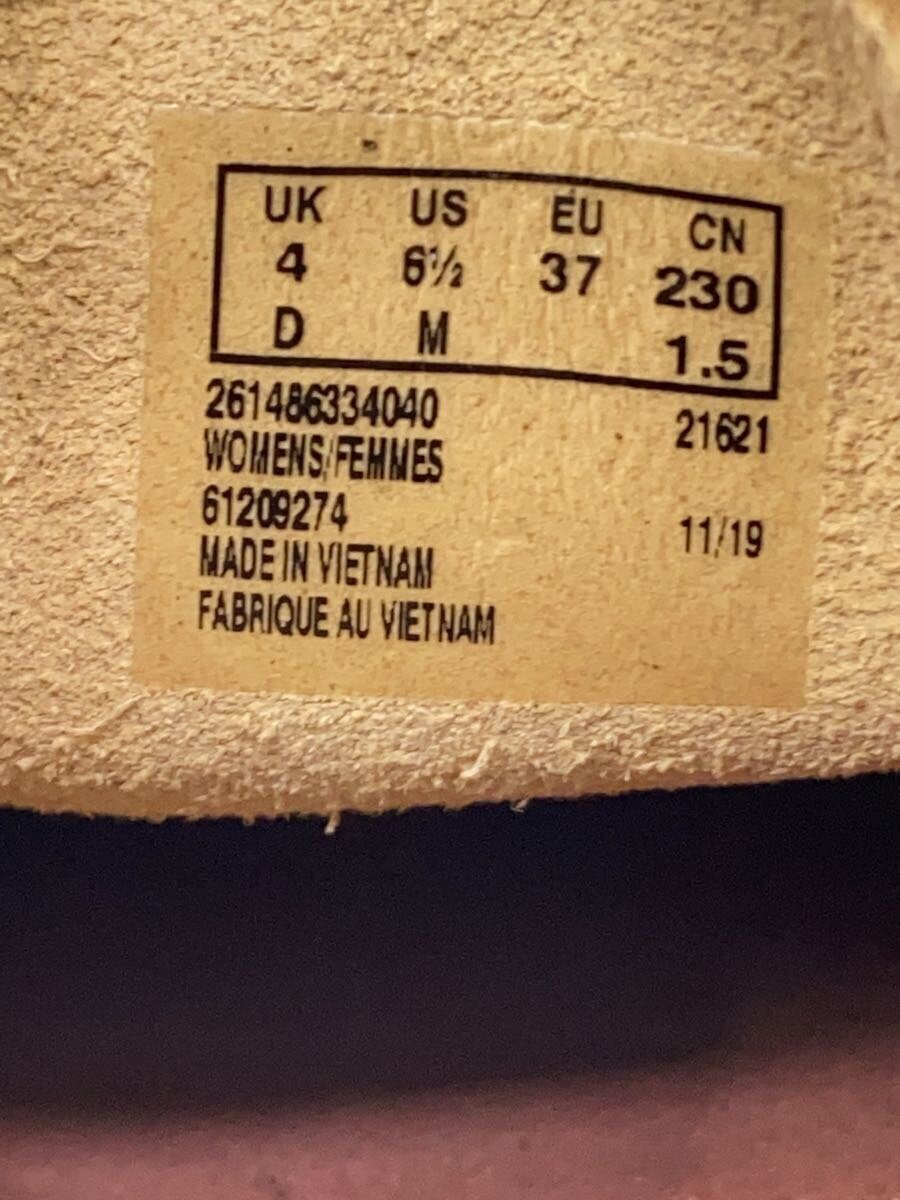 UK US EU CN
4 6½ 37 230
D M 1.5
261486334040 21621
WOMENS/FEMMES
61209274 11/19
MADE IN VIETNAM
FABRIQUE AU VIETNAM